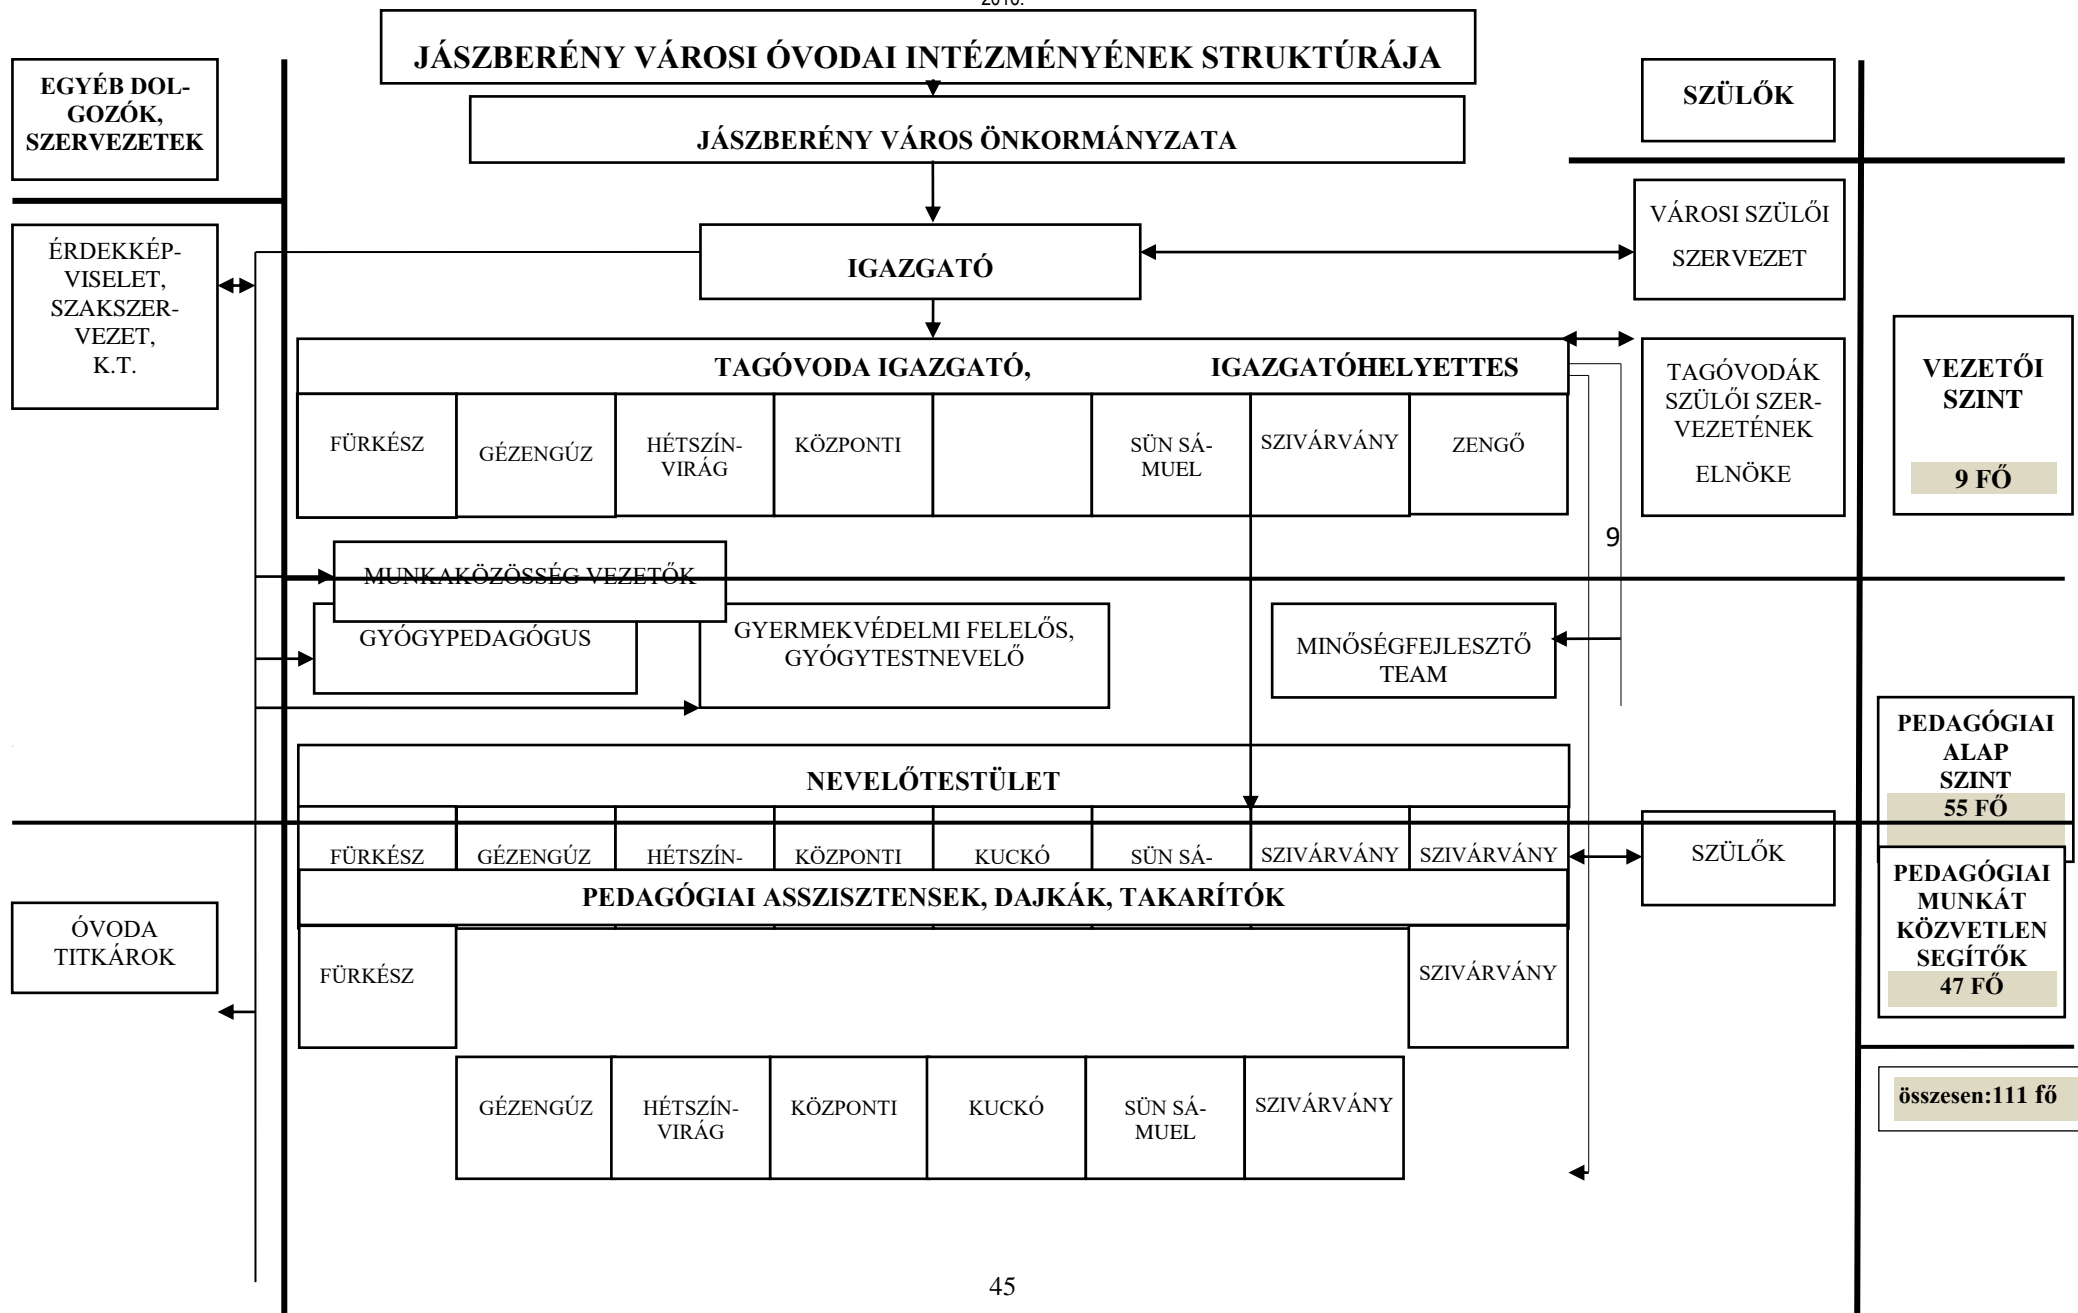 2016.
JÁSZBERÉNY VÁROSI ÓVODAI INTÉZMÉNYÉNEK STRUKTÚRÁJA
EGYÉB DOL-
GOZÓK,
SZERVEZETEK
JÁSZBERÉNY VÁROS ÖNKORMÁNYZATA
SZÜLŐK
ÉRDEKKÉP-
VISELET,
SZAKSZER-
VEZET,
K.T.
IGAZGATÓ
VÁROSI SZÜLŐI
SZERVEZET
TAGÓVODA IGAZGATÓ, IGAZGATÓHELYETTES
FÜRKÉSZ
GÉZENGÚZ
HÉTSZÍN-
VIRÁG
KÖZPONTI
SÜN SÁ-
MUEL
SZIVÁRVÁNY
ZENGŐ
TAGÓVODÁK
SZÜLŐI SZER-
VEZETÉNEK
ELNÖKE
VEZETŐI
SZINT
9 FŐ
9
MUNKAKÖZÖSSÉG VEZETŐK
GYÓGYPEDAGÓGUS
GYERMEKVÉDELMI FELELŐS,
GYÓGYTESTNEVELŐ
MINŐSÉGFEJLESZTŐ
TEAM
NEVELŐTESTÜLET
PEDAGÓGIAI
ALAP
SZINT
55 FŐ
FÜRKÉSZ
GÉZENGÚZ
HÉTSZÍN-
KÖZPONTI
KUCKÓ
SÜN SÁ-
SZIVÁRVÁNY
SZIVÁRVÁNY
SZÜLŐK
PEDAGÓGIAI ASSZISZTENSEK, DAJKÁK, TAKARÍTÓK
PEDAGÓGIAI
MUNKÁT
KÖZVETLEN
SEGÍTŐK
47 FŐ
ÓVODA
TITKÁROK
FÜRKÉSZ
SZIVÁRVÁNY
GÉZENGÚZ
HÉTSZÍN-
VIRÁG
KÖZPONTI
KUCKÓ
SÜN SÁ-
MUEL
SZIVÁRVÁNY
összesen:111 fő
45